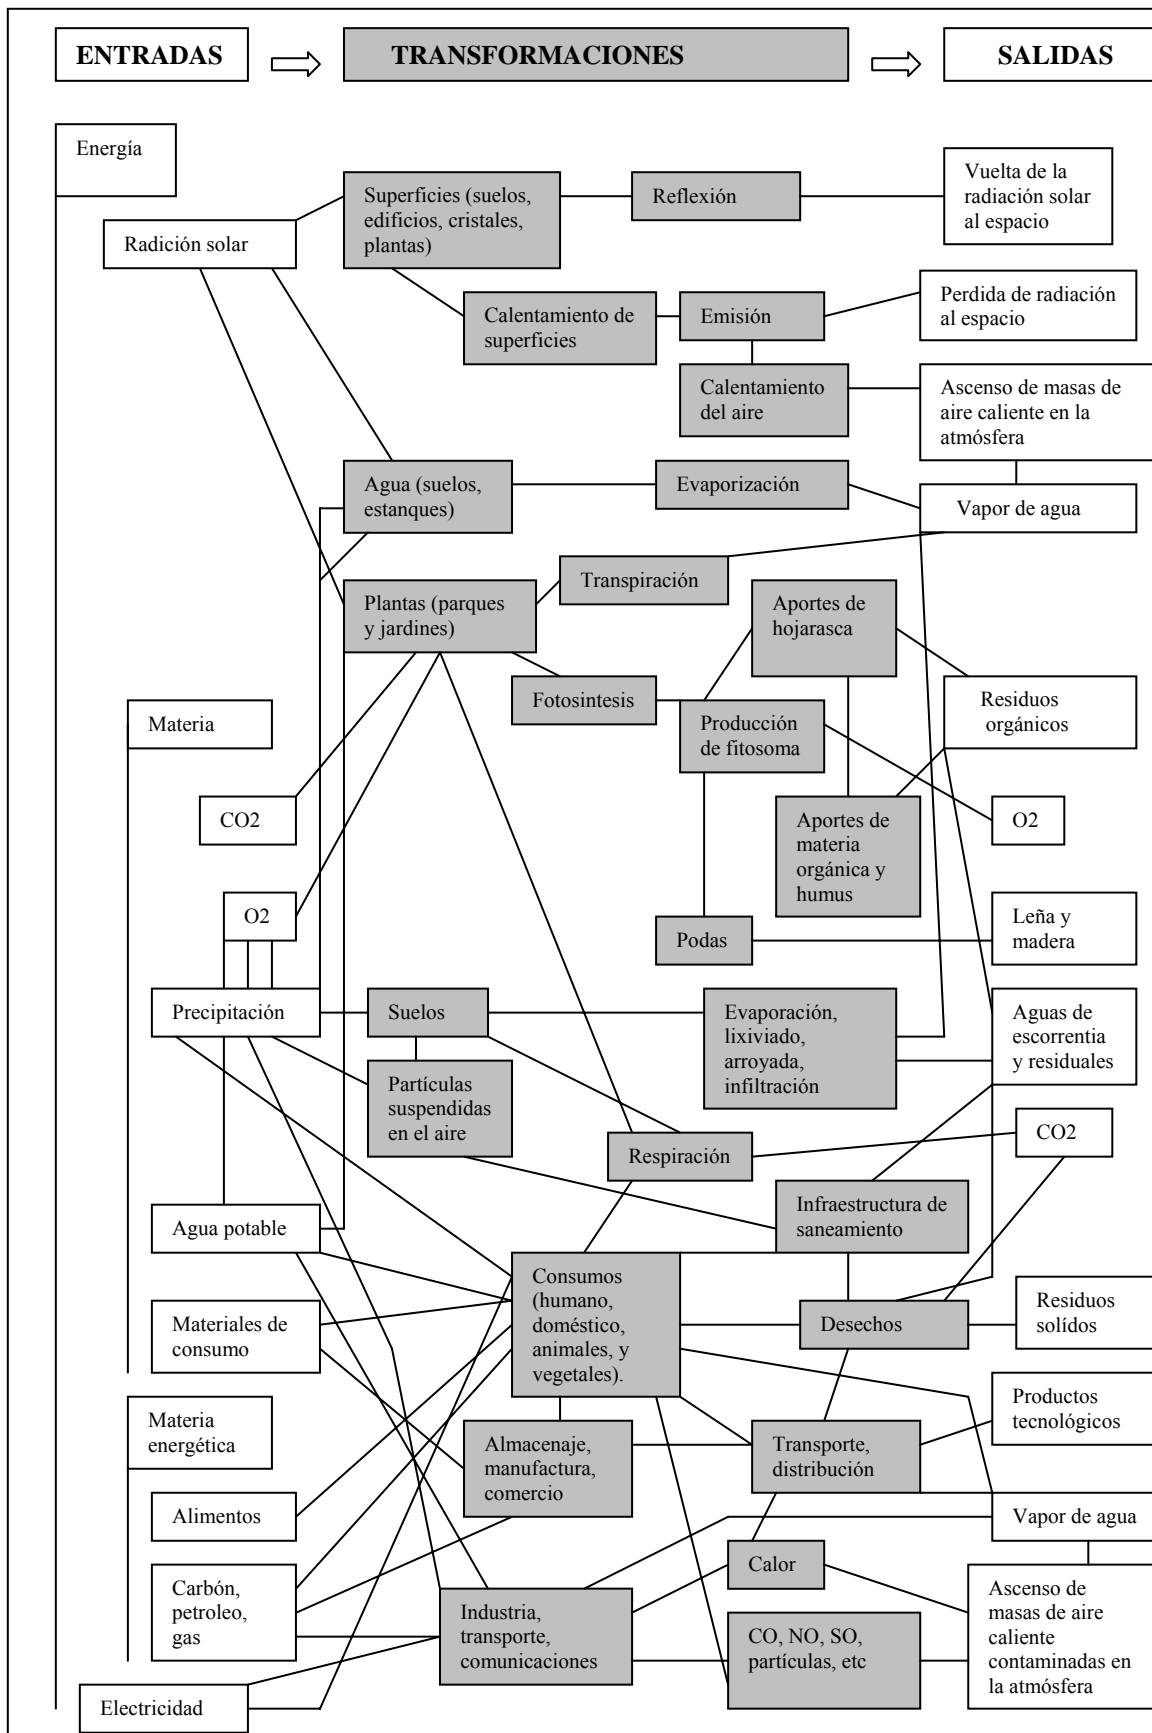 ENTRADAS
TRANSFORMACIONES
SALIDAS
Energía
Radición solar
Superficies (suelos,
edificios, cristales,
plantas)
Reflexión
Vuelta de la
radiación solar
al espacio
Calentamiento de
superficies
Emisión
Perdida de radiación
al espacio
Calentamiento
del aire
Ascenso de masas de
aire caliente en la
atmósfera
Agua (suelos,
estanques)
Evaporización
Vapor de agua
Transpiración
Plantas (parques
y jardines)
Aportes de
hojarasca
Fotosintesis
Producción
de fitosoma
Residuos
orgánicos
Materia
CO2
Aportes de
materia
orgánica y
humus
O2
O2
Podas
Leña y
madera
Precipitación
Suelos
Evaporación,
lixiviado,
arroyada,
infiltración
Aguas de
escorrentia
y residuales
Partículas
suspendidas
en el aire
Respiración
CO2
Agua potable
Infraestructura de
saneamiento
Consumos
(humano,
doméstico,
animales, y
vegetales).
Materiales de
consumo
Desechos
Residuos
solídos
Materia
energética
Almacenaje,
manufactura,
comercio
Transporte,
distribución
Productos
tecnológicos
Alimentos
Vapor de agua
Calor
Carbón,
petroleo,
gas
Industria,
transporte,
comunicaciones
CO, NO, SO,
partículas, etc
Ascenso de
masas de aire
caliente
contaminadas en
la atmósfera
Electricidad